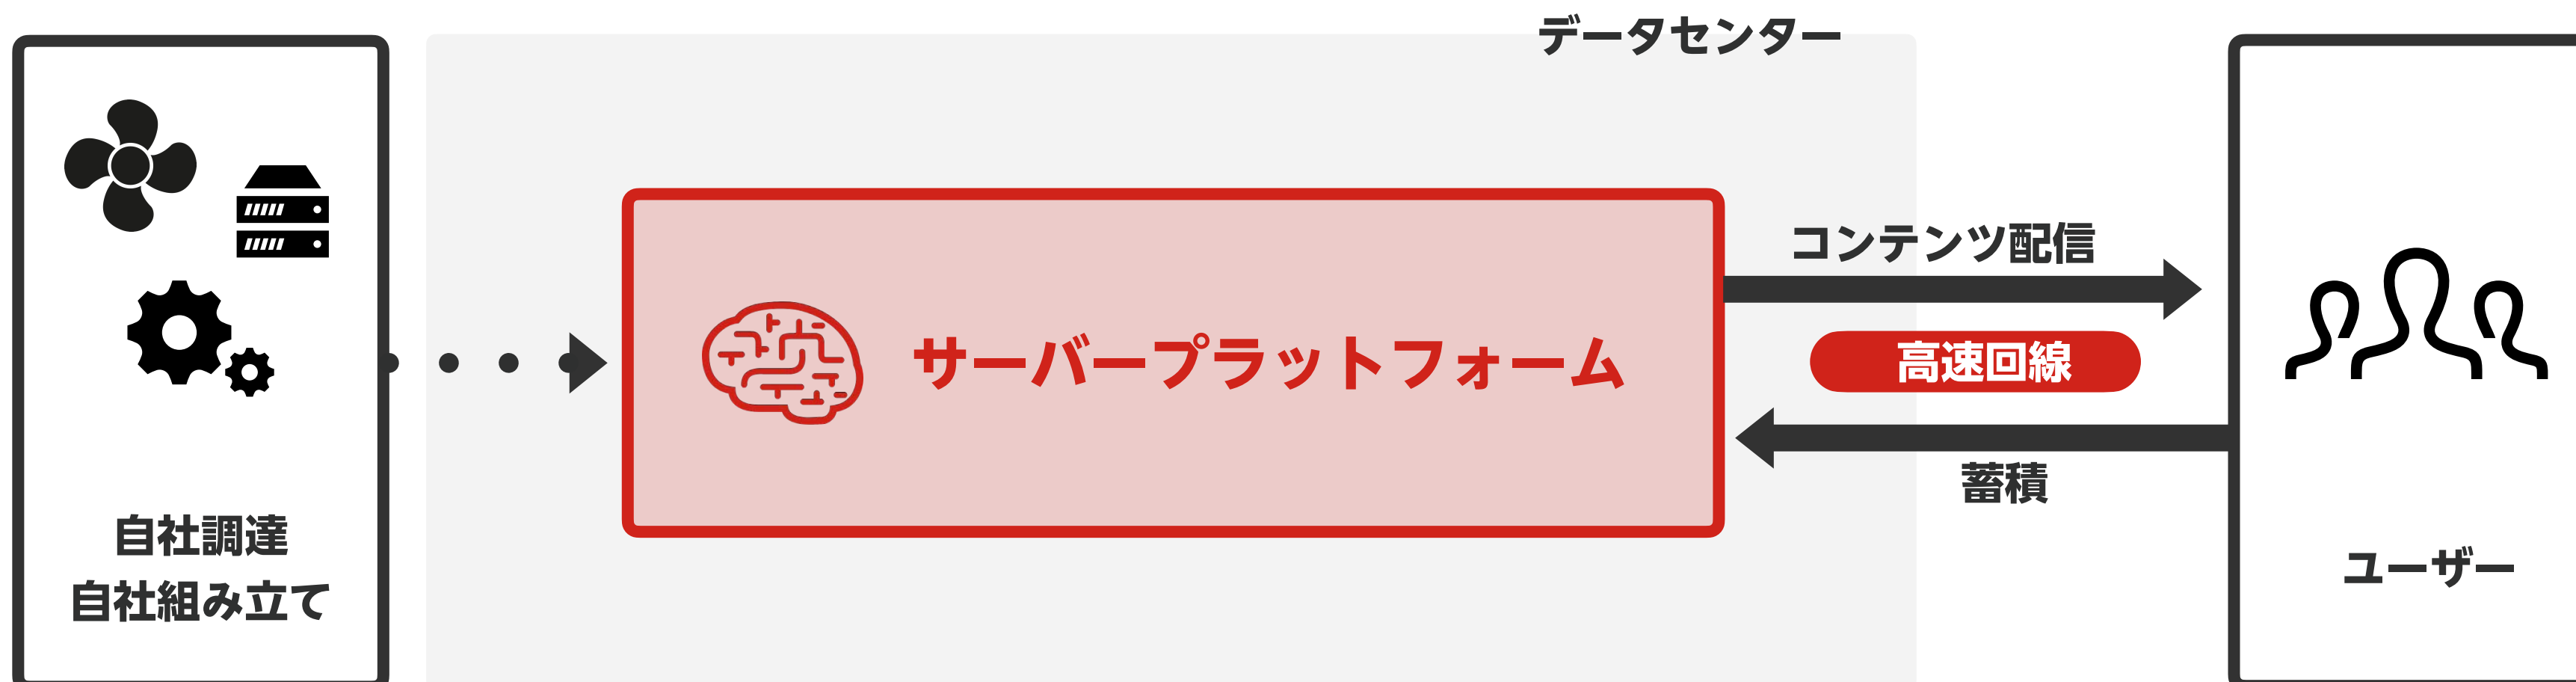 データセンター
自社調達
自社組み立て
サーバープラットフォーム
コンテンツ配信
高速回線
蓄積
ユーザー